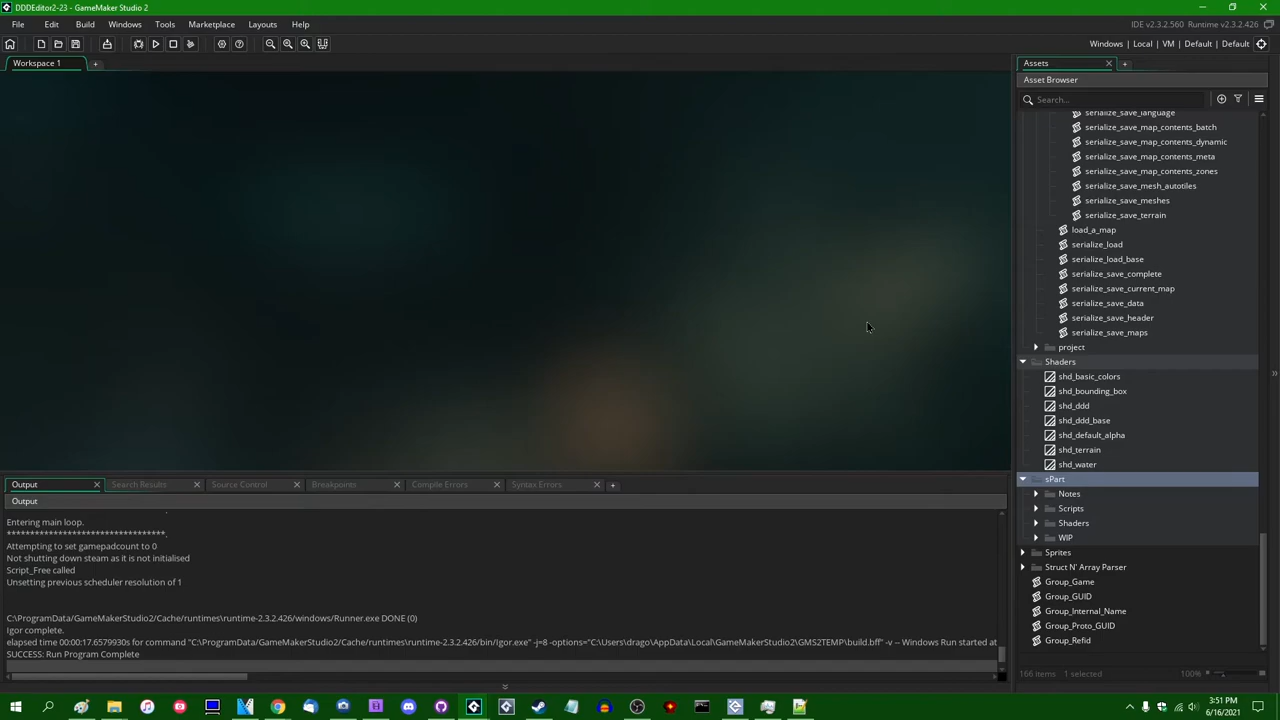 DDDEditor2-23 - GameMaker Studio 2
File Edit Build Windows Tools Marketplace Layouts Help
IDE v2.3.2.560 Runtime v2.3.2.426
Windows | Local | VM | Default | Default
Workspace 1
Assets
Asset Browser
Search...
serialize_save_language
serialize_save_map_contents_batch
serialize_save_map_contents_dynamic
serialize_save_map_contents_meta
serialize_save_map_contents_zones
serialize_save_mesh_autotiles
serialize_save_meshes
serialize_save_terrain
load_a_map
serialize_load
serialize_load_base
serialize_save_complete
serialize_save_current_map
serialize_save_data
serialize_save_header
serialize_save_maps
project
Shaders
shd_basic_colors
shd_bounding_box
shd_ddd
shd_ddd_base
shd_default_alpha
shd_terrain
shd_water
sPart
Notes
Scripts
Shaders
WIP
Sprites
Struct N' Array Parser
Group_Game
Group_GUID
Group_Internal_Name
Group_Proto_GUID
Group_Refid
166 items 1 selected 100%
Output Search Results Source Control Breakpoints Compile Errors Syntax Errors
Output
Entering main loop.
**********************************.
Attempting to set gamepadcount to 0
Not shutting down steam as it is not initialised
Script_Free called
Unsetting previous scheduler resolution of 1
C:\ProgramData/GameMakerStudio2/Cache/runtimes\runtime-2.3.2.426/windows/Runner.exe DONE (0)
Igor complete.
elapsed time 00:00:17.6579930s for command "C:\ProgramData/GameMakerStudio2/Cache/runtimes\runtime-2.3.2.426/bin/Igor.exe" -j=8 -options="C:\Users\drago\AppData\Local\GameMakerStudio2\GMS2TEMP\build.bff" -v -- Windows Run started at
SUCCESS: Run Program Complete
3:51 PM
6/16/2021